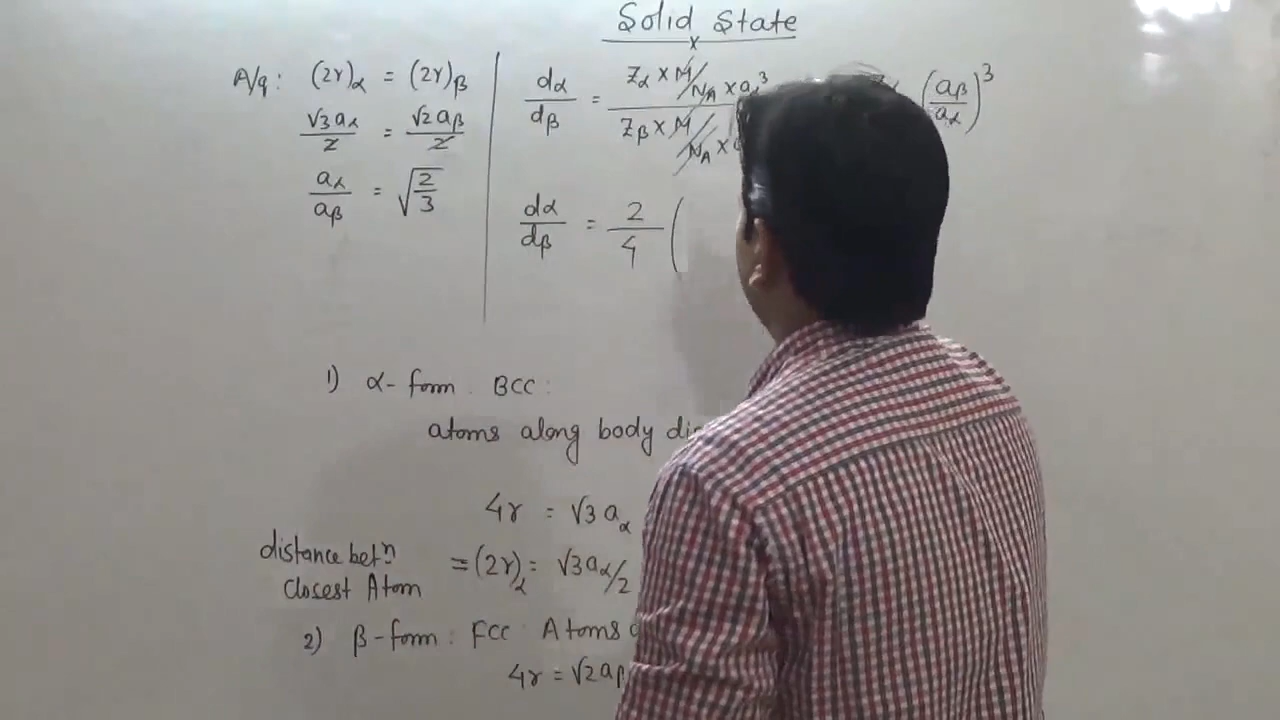 Solid State
x
A/q: (2r)α = (2r)β
√3aα/2 = √2aβ/2
aα/aβ = √2/3
dα/dβ = Zα × M/NA × aα³
Zβ × M/NA ×
(aβ/aα)³
dα/dβ = 2/4 (
1) α- form : BCC :
atoms along body
4r = √3 aα
distance betn
closest Atom = (2r)α = √3aα/2
2) β-form : FCC : Atoms
4r = √2aβ